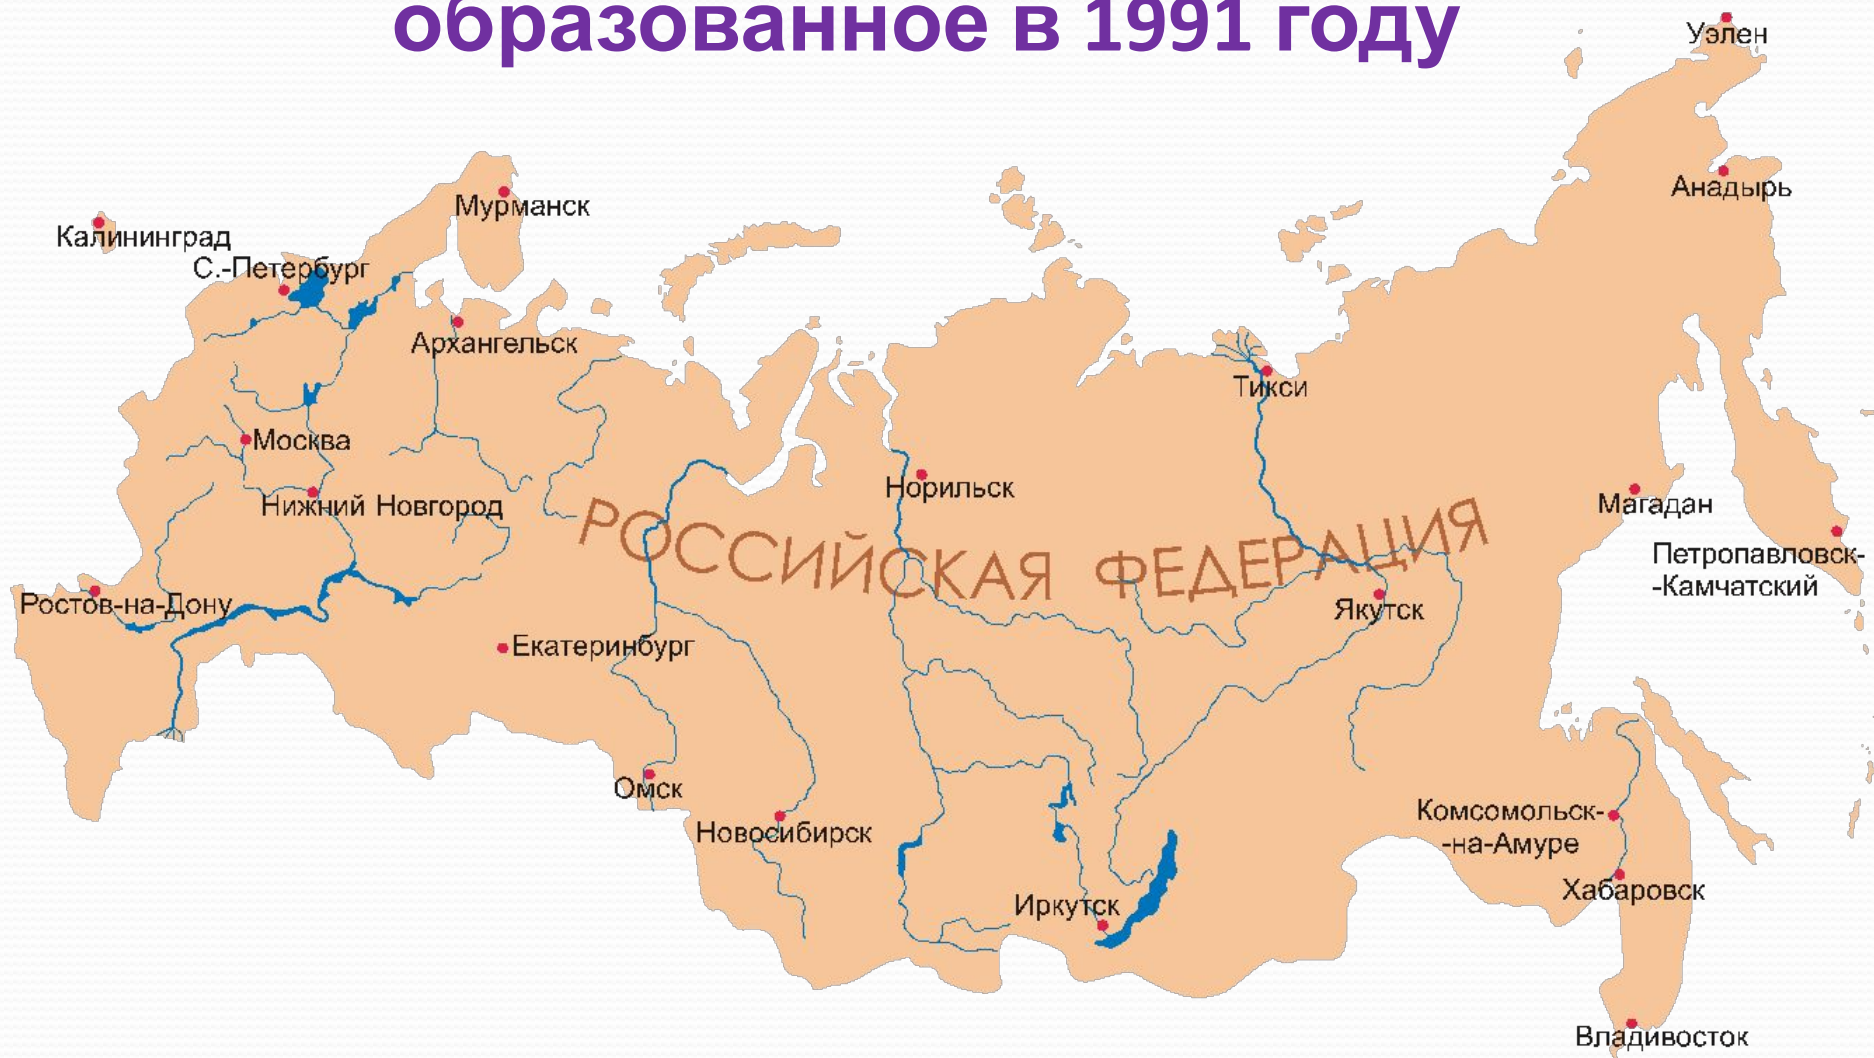 образованное в 1991 году
Уэлен
Анадырь
Мурманск
Калининград
С.-Петербург
Архангельск
Тикси
Москва
Норильск
Нижний Новгород
Магадан
РОССИЙСКАЯ ФЕДЕРАЦИЯ
Петропавловск-
-Камчатский
Ростов-на-Дону
Якутск
Екатеринбург
Омск
Новосибирск
Комсомольск-
-на-Амуре
Хабаровск
Иркутск
Владивосток